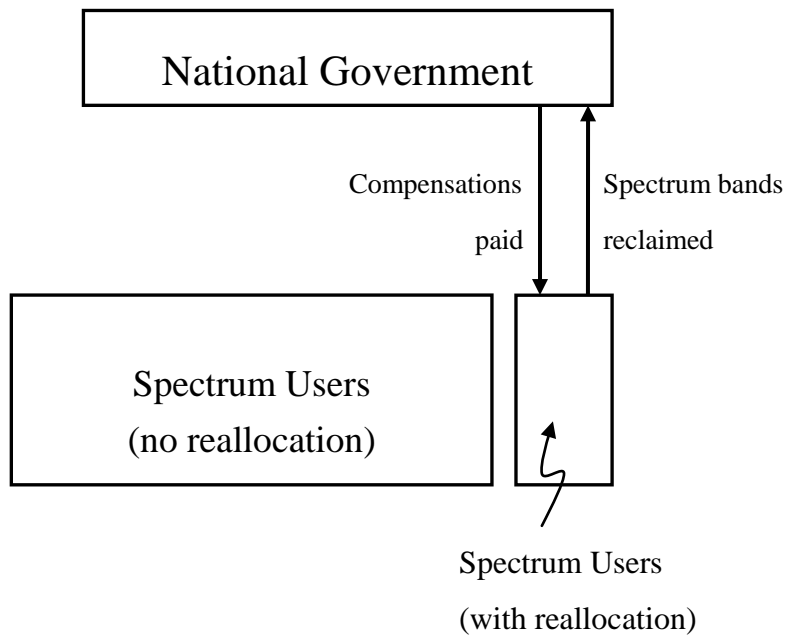 National Government
Compensations
paid
Spectrum bands
reclaimed
Spectrum Users
(no reallocation)
Spectrum Users
(with reallocation)